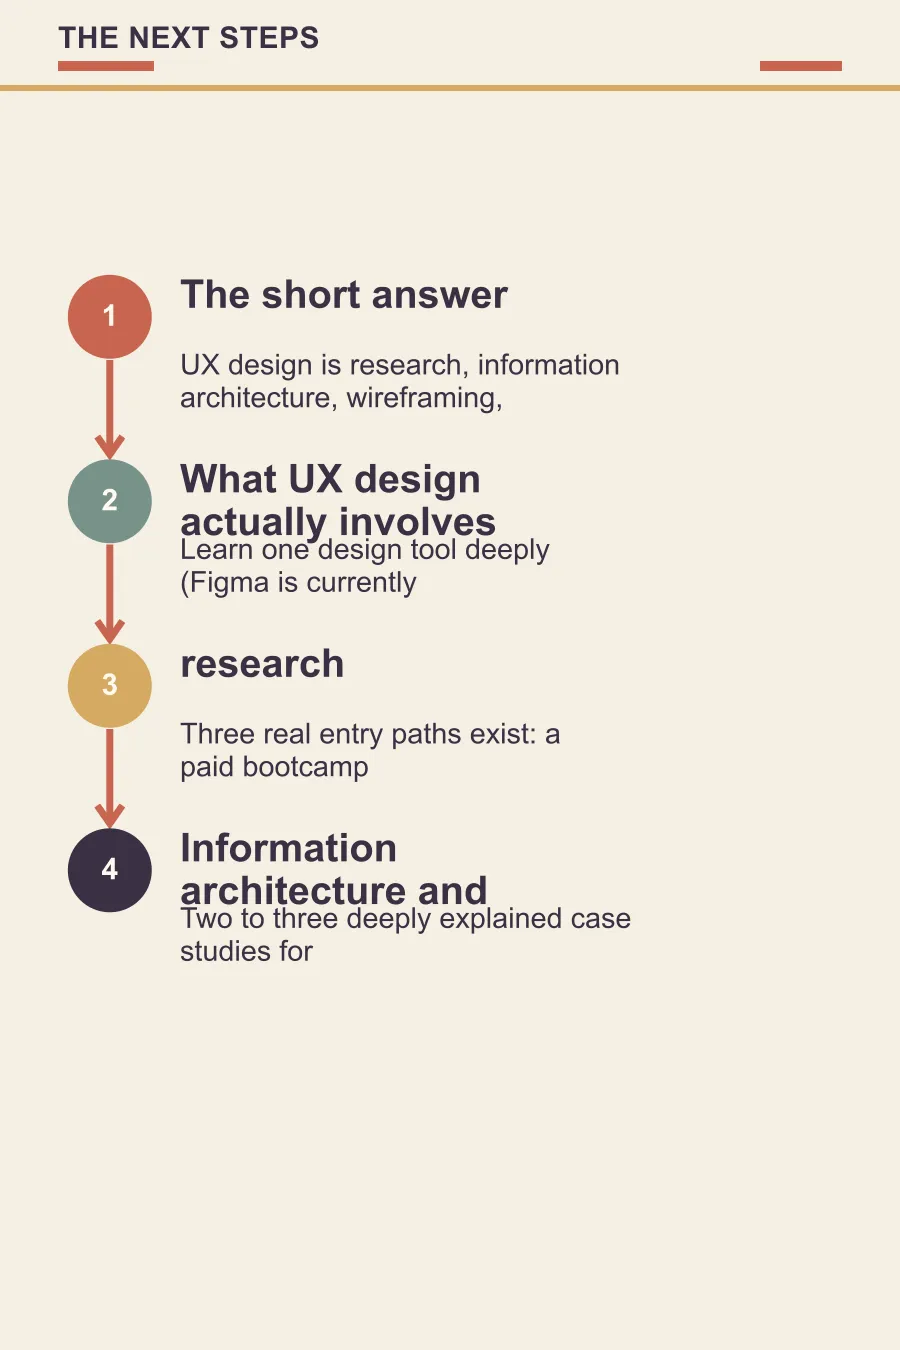 THE NEXT STEPS
1
The short answer
UX design is research, information
architecture, wireframing,
2
What UX design
actually involves
Learn one design tool deeply
(Figma is currently
3
research
Three real entry paths exist: a
paid bootcamp
4
Information
architecture and
Two to three deeply explained case
studies for